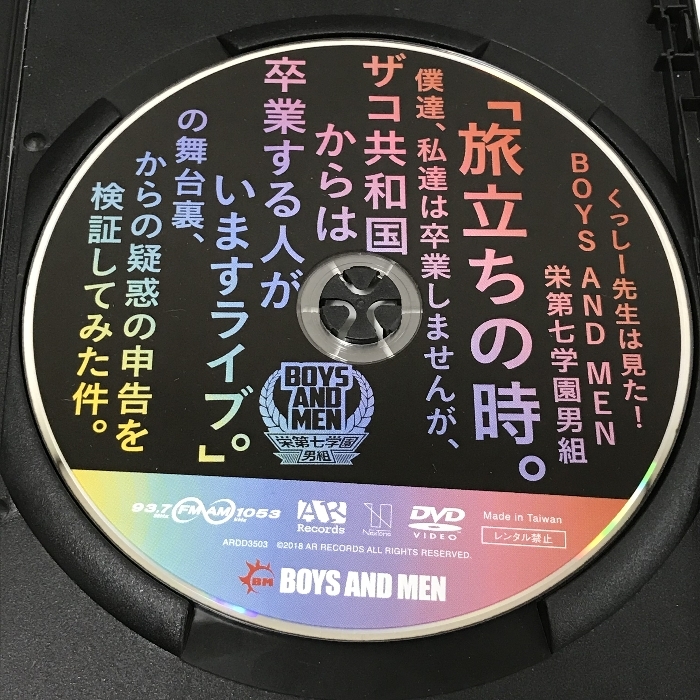 くっしー先生は見た！
BOYS AND MEN
栄第七学園男組
「旅立ちの時。
僕達、私達は卒業しませんが、
ザコ共和国
からは
卒業する人が
いますライブ。」
の舞台裏、
からの疑惑の申告を
検証してみた件。
BOYS
AND
MEN
栄第七学園
男組
93.7 FM AM 1053
AR
Records
NexTone
DVD
VIDEO
Made in Taiwan
レンタル禁止
ARDD3503 ©2018 AR RECORDS ALL RIGHTS RESERVED.
BM BOYS AND MEN